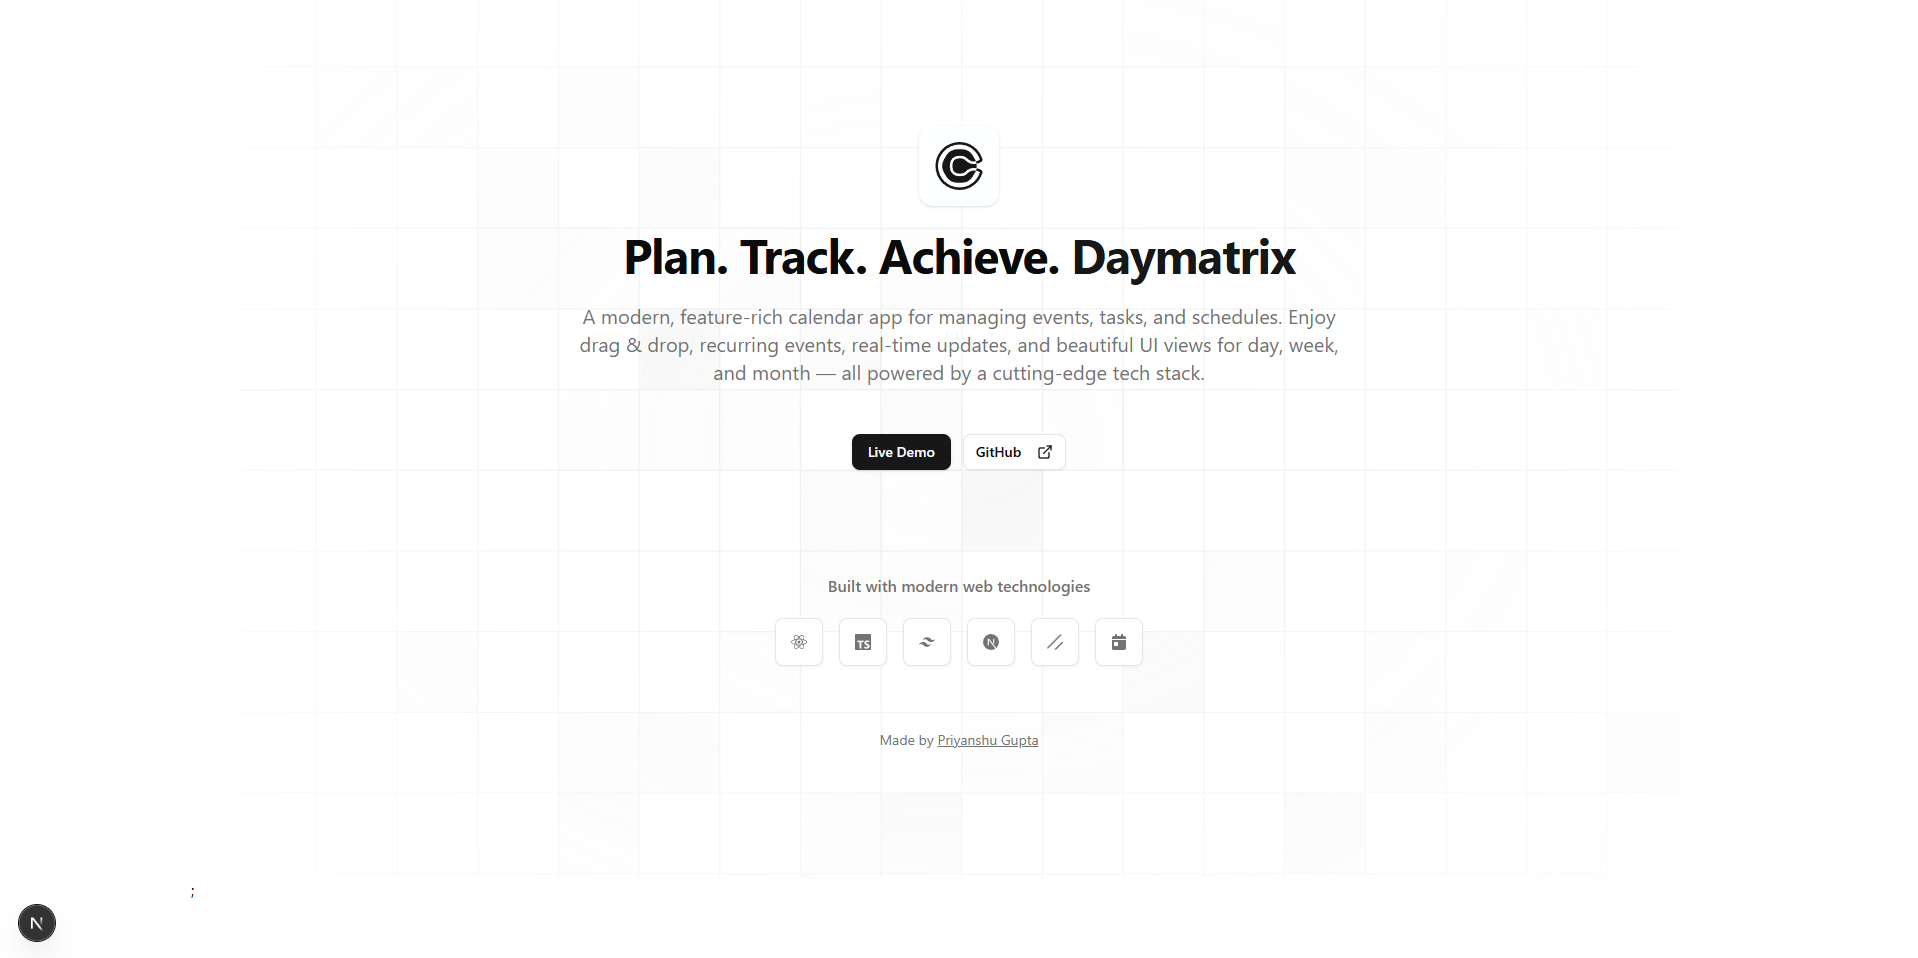 Plan. Track. Achieve. Daymatrix
A modern, feature-rich calendar app for managing events, tasks, and schedules. Enjoy
drag & drop, recurring events, real-time updates, and beautiful UI views for day, week,
and month — all powered by a cutting-edge tech stack.
Live Demo
GitHub
Built with modern web technologies
TS
N
Made by Priyanshu Gupta
;
N